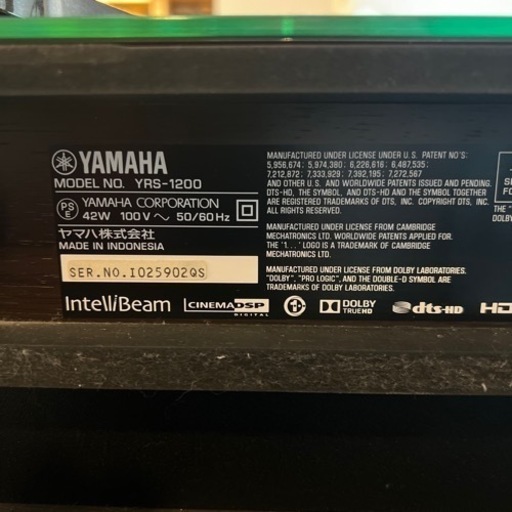 YAMAHA
MODEL NO. YRS-1200
PS E
YAMAHA CORPORATION
42W 100V ～ 50/60Hz
ヤマハ株式会社
MADE IN INDONESIA
SER.NO.I025902QS
MANUFACTURED UNDER LICENSE UNDER U.S. PATENT NO'S:
5,956,674; 5,974,380; 6,226,616; 6,487,535;
7,212,872; 7,333,929; 7,392,195; 7,272,567
AND OTHER U.S. AND WORLDWIDE PATENTS ISSUED AND PENDING.
DTS-HD, THE SYMBOL, AND DTS-HD AND THE SYMBOL TOGETHER
ARE REGISTERED TRADEMARKS OF DTS, INC. COPYRIGHT DTS, INC.
ALL RIGHTS RESERVED.
MANUFACTURED UNDER LICENSE FROM CAMBRIDGE
MECHATRONICS LTD. WORLDWIDE PATENTS APPLIED FOR.
THE '1...' LOGO IS A TRADEMARK OF CAMBRIDGE
MECHATRONICS LTD.
MANUFACTURED UNDER LICENSE FROM DOLBY LABORATORIES.
"DOLBY", "PRO LOGIC", AND THE DOUBLE-D SYMBOL ARE
TRADEMARKS OF DOLBY LABORATORIES.
IntelliBeam
CINEMA DSP
DIGITAL
DOLBY
TRUEHD
dts-HD